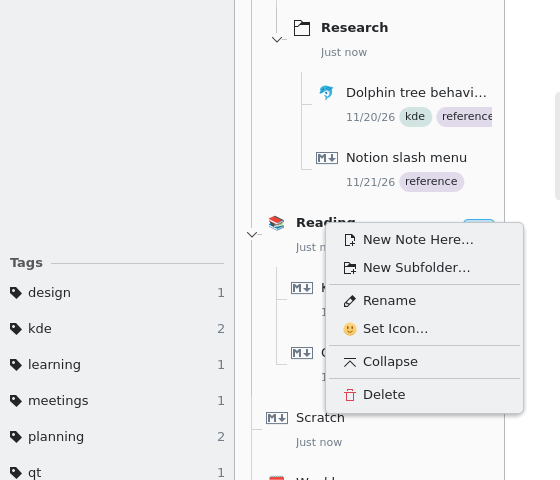 Research
Just now
Dolphin tree behavi…
11/20/26 kde reference
Notion slash menu
11/21/26 reference
Reading
Just n
New Note Here…
New Subfolder…
Rename
Set Icon…
Collapse
Delete
Scratch
Just now
Tags
design 1
kde 2
learning 1
meetings 1
planning 2
qt 1